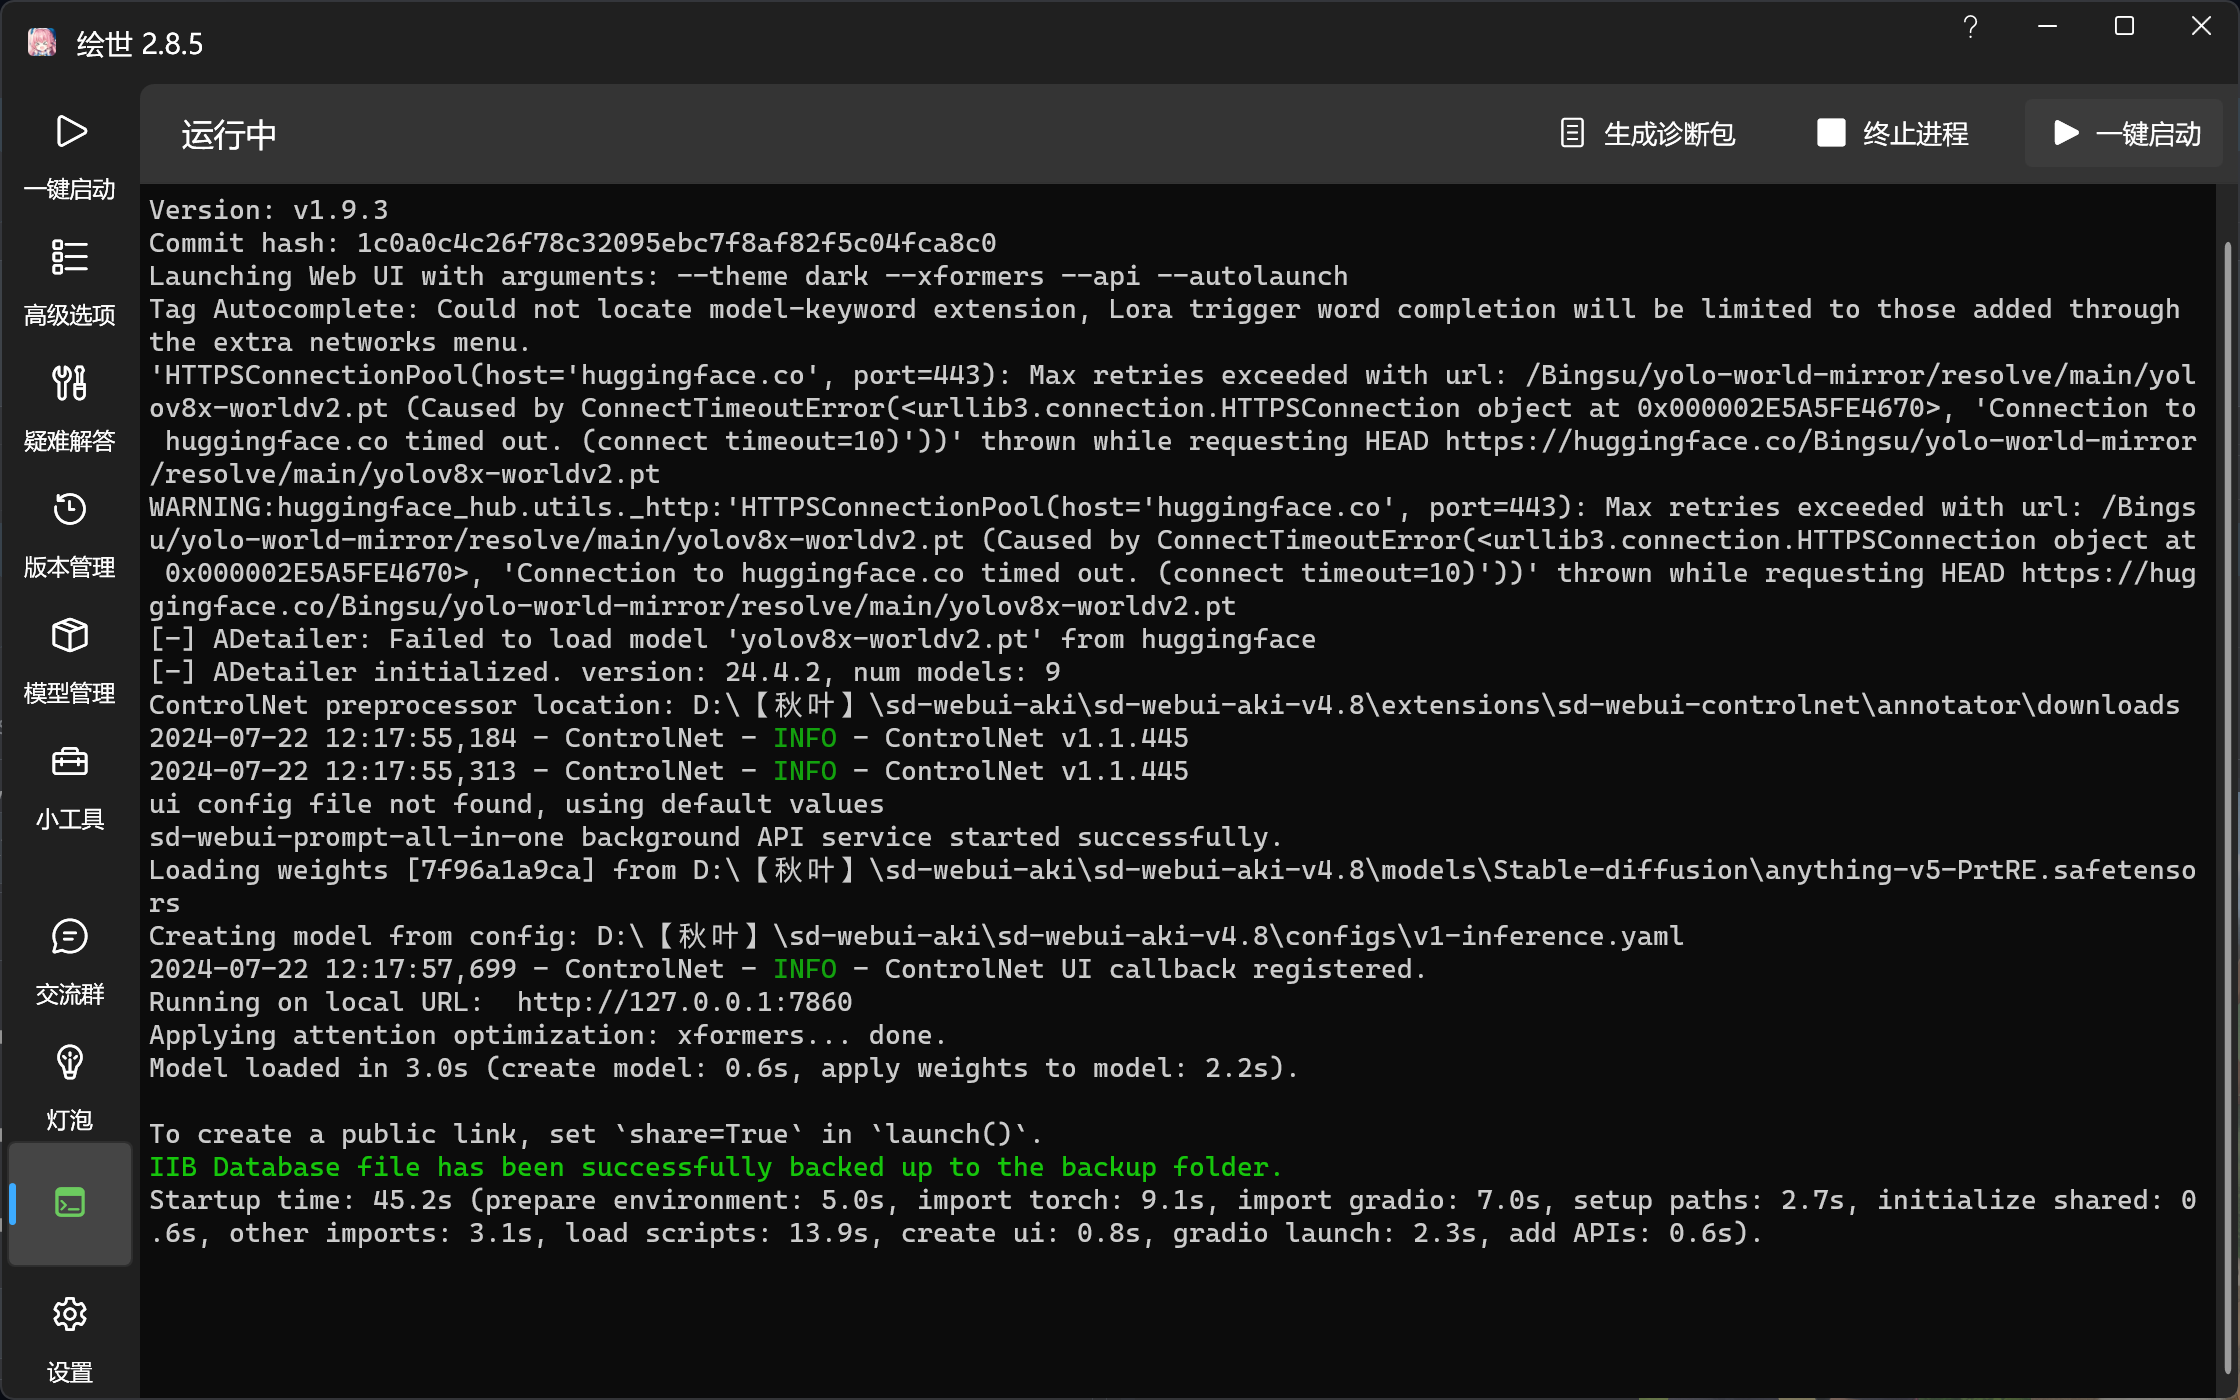 绘世 2.8.5
运行中
生成诊断包
终止进程
一键启动
一键启动
高级选项
疑难解答
版本管理
模型管理
小工具
交流群
灯泡
设置
Version: v1.9.3
Commit hash: 1c0a0c4c26f78c32095ebc7f8af82f5c04fca8c0
Launching Web UI with arguments: --theme dark --xformers --api --autolaunch
Tag Autocomplete: Could not locate model-keyword extension, Lora trigger word completion will be limited to those added through
the extra networks menu.
'HTTPSConnectionPool(host='huggingface.co', port=443): Max retries exceeded with url: /Bingsu/yolo-world-mirror/resolve/main/yol
ov8x-worldv2.pt (Caused by ConnectTimeoutError(<urllib3.connection.HTTPSConnection object at 0x000002E5A5FE4670>, 'Connection to
huggingface.co timed out. (connect timeout=10)'))' thrown while requesting HEAD https://huggingface.co/Bingsu/yolo-world-mirror
/resolve/main/yolov8x-worldv2.pt
WARNING:huggingface_hub.utils._http:'HTTPSConnectionPool(host='huggingface.co', port=443): Max retries exceeded with url: /Bings
u/yolo-world-mirror/resolve/main/yolov8x-worldv2.pt (Caused by ConnectTimeoutError(<urllib3.connection.HTTPSConnection object at
0x000002E5A5FE4670>, 'Connection to huggingface.co timed out. (connect timeout=10)'))' thrown while requesting HEAD https://hug
gingface.co/Bingsu/yolo-world-mirror/resolve/main/yolov8x-worldv2.pt
[-] ADetailer: Failed to load model 'yolov8x-worldv2.pt' from huggingface
[-] ADetailer initialized. version: 24.4.2, num models: 9
ControlNet preprocessor location: D:\【秋叶】\sd-webui-aki\sd-webui-aki-v4.8\extensions\sd-webui-controlnet\annotator\downloads
2024-07-22 12:17:55,184 - ControlNet - INFO - ControlNet v1.1.445
2024-07-22 12:17:55,313 - ControlNet - INFO - ControlNet v1.1.445
ui config file not found, using default values
sd-webui-prompt-all-in-one background API service started successfully.
Loading weights [7f96a1a9ca] from D:\【秋叶】\sd-webui-aki\sd-webui-aki-v4.8\models\Stable-diffusion\anything-v5-PrtRE.safetenso
rs
Creating model from config: D:\【秋叶】\sd-webui-aki\sd-webui-aki-v4.8\configs\v1-inference.yaml
2024-07-22 12:17:57,699 - ControlNet - INFO - ControlNet UI callback registered.
Running on local URL:  http://127.0.0.1:7860
Applying attention optimization: xformers... done.
Model loaded in 3.0s (create model: 0.6s, apply weights to model: 2.2s).
To create a public link, set `share=True` in `launch()`.
IIB Database file has been successfully backed up to the backup folder.
Startup time: 45.2s (prepare environment: 5.0s, import torch: 9.1s, import gradio: 7.0s, setup paths: 2.7s, initialize shared: 0
.6s, other imports: 3.1s, load scripts: 13.9s, create ui: 0.8s, gradio launch: 2.3s, add APIs: 0.6s).